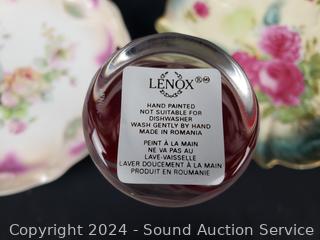 LENOX®
HAND PAINTED
NOT SUITABLE FOR
DISHWASHER
WASH GENTLY BY HAND
MADE IN ROMANIA
PEINT À LA MAIN
NE VA PAS AU
LAVE-VAISSELLE
LAVER DOUCEMENT À LA MAIN
PRODUIT EN ROUMANIE
Copyright 2024 - Sound Auction Service